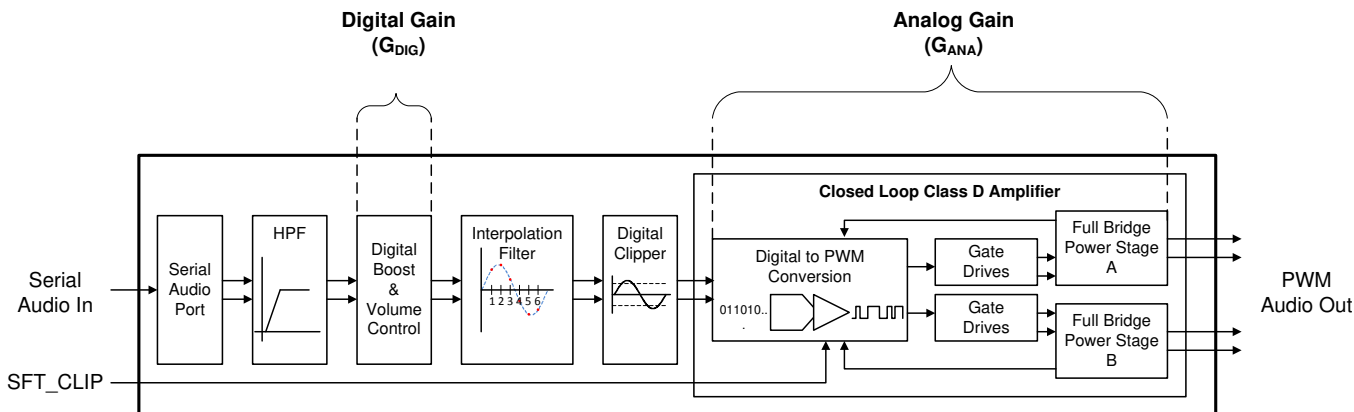 Digital Gain
(GDIG)
Analog Gain
(GANA)
Closed Loop Class D Amplifier
Serial
Audio In
Serial
Audio
Port
HPF
Digital
Boost
&
Volume
Control
Interpolation
Filter
1 2 3 4 5 6
Digital
Clipper
Digital to PWM
Conversion
011010..
.
Gate
Drives
Gate
Drives
Full Bridge
Power Stage
A
Full Bridge
Power Stage
B
PWM
Audio Out
SFT_CLIP